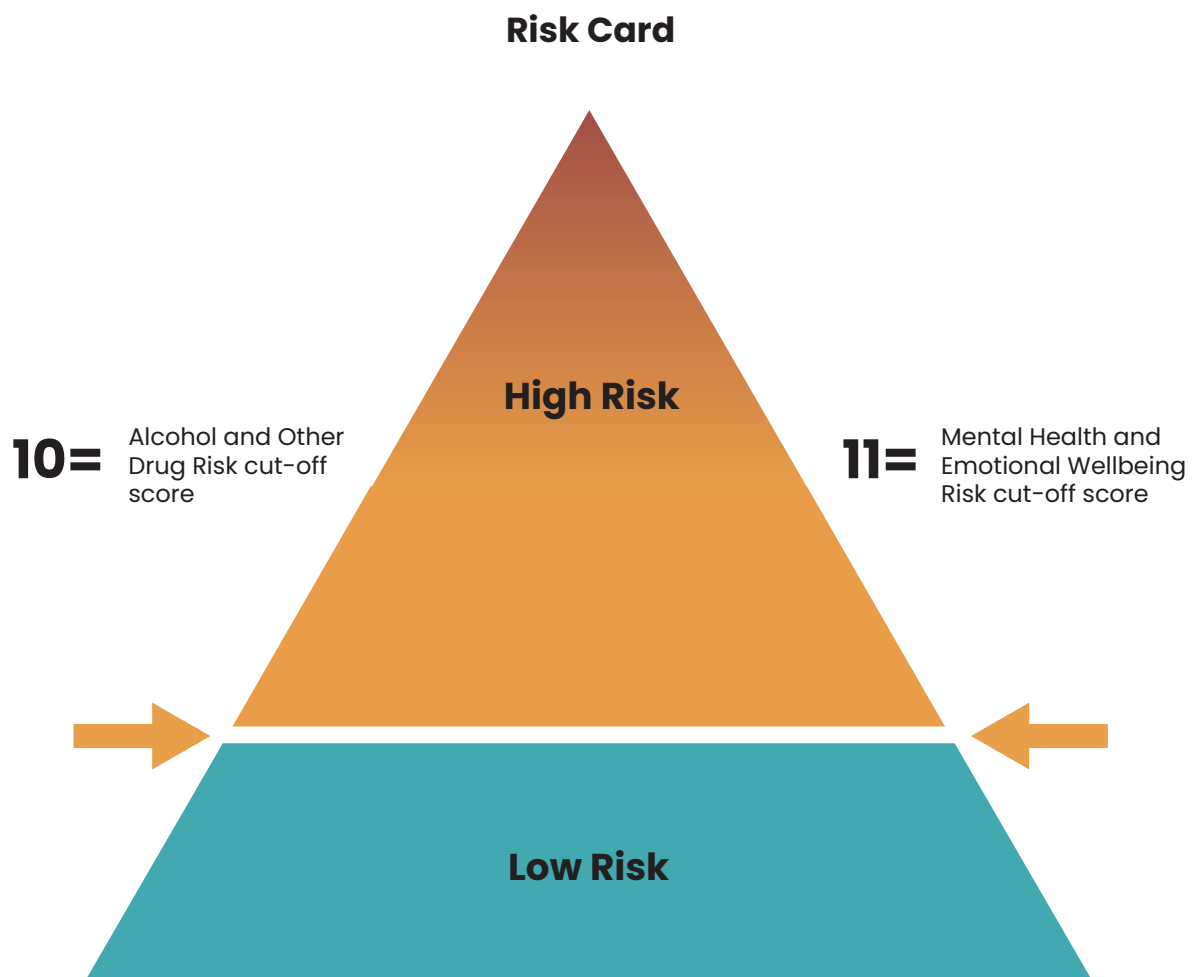 Risk Card
High Risk
10=
Alcohol and Other
Drug Risk cut-off
score
11=
Mental Health and
Emotional Wellbeing
Risk cut-off score
Low Risk